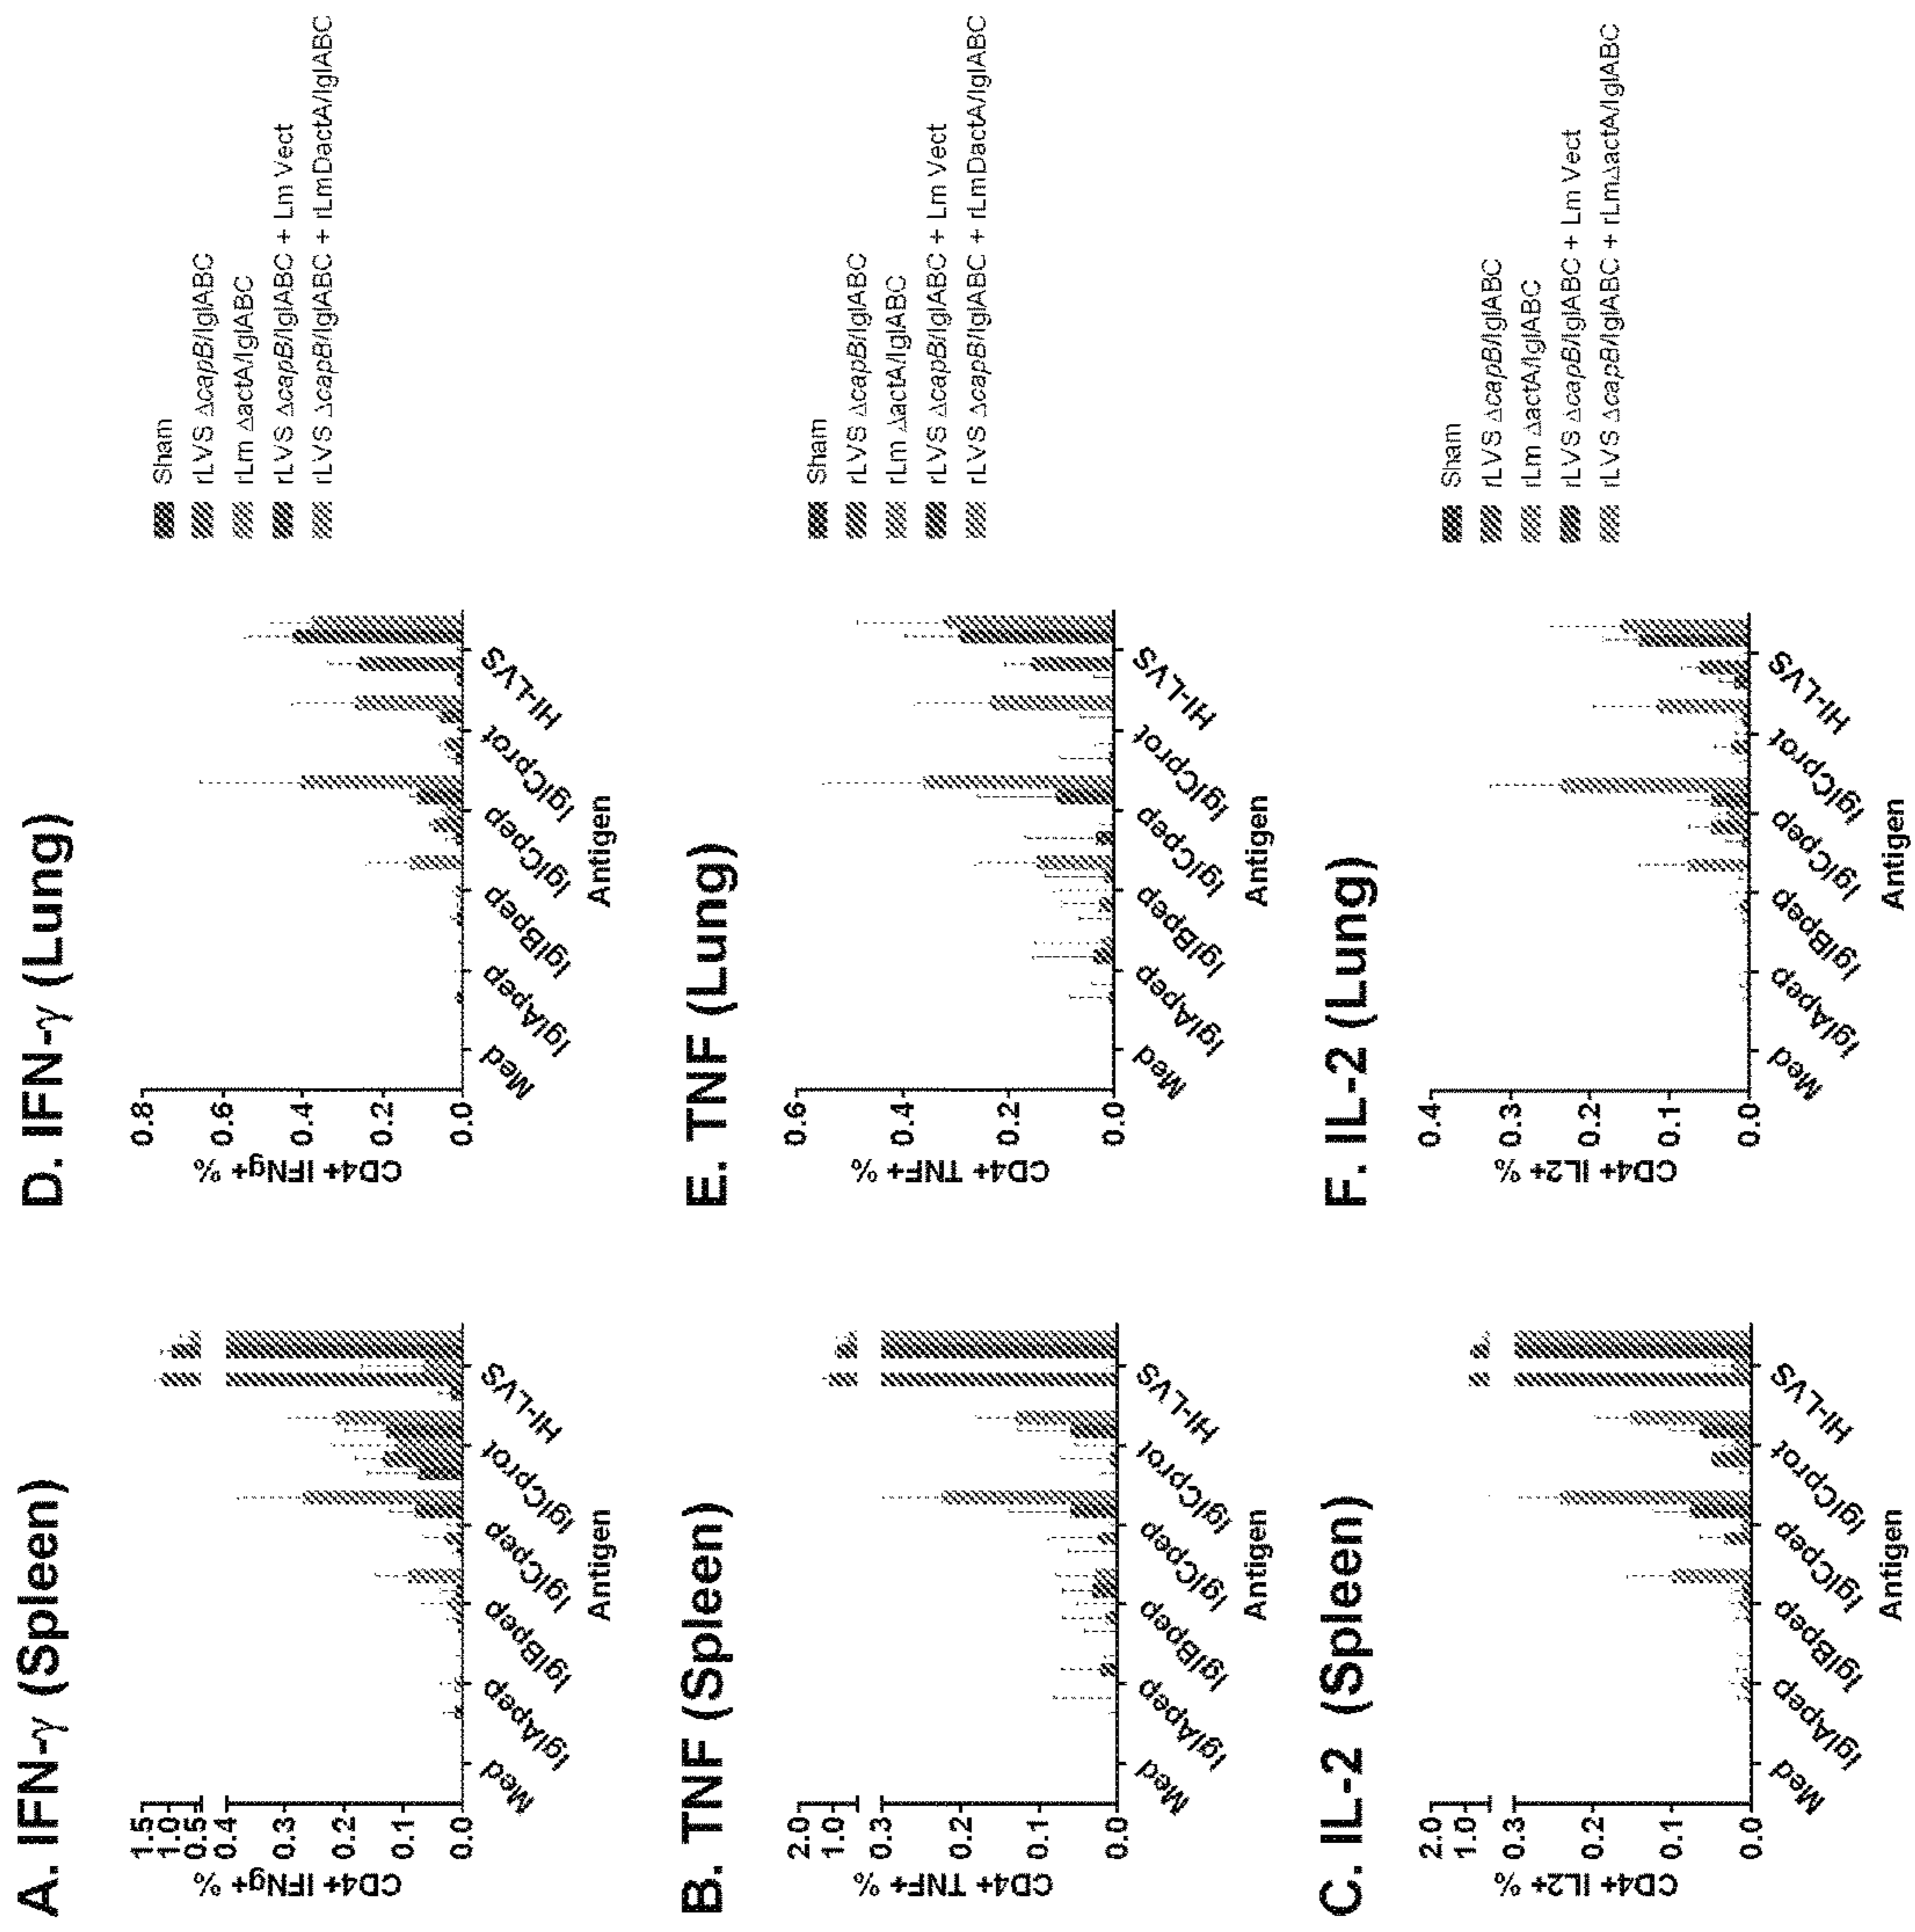 A. IFN-γ (Spleen)
CD4+ IFNg+ %
1.5
1.0
0.5
0.4
0.3
0.2
0.1
0.0
Med
IglApep
IglBpep
IglCpep
IglCprot
HI-LVS
Antigen
D. IFN-γ (Lung)
CD4+ IFNg+ %
0.8
0.6
0.4
0.2
0.0
Med
IglApep
IglBpep
IglCpep
IglCprot
HI-LVS
Antigen
Sham
rLVS ΔcapB/IglABC
rLm ΔactA/IglABC
rLVS ΔcapB/IglABC + Lm Vect
rLVS ΔcapB/IglABC + rLmDactA/IglABC
B. TNF (Spleen)
CD4+ TNF+ %
2.0
1.0
0.3
0.2
0.1
0.0
Med
IglApep
IglBpep
IglCpep
IglCprot
HI-LVS
Antigen
E. TNF (Lung)
CD4+ TNF+ %
0.6
0.4
0.2
0.0
Med
IglApep
IglBpep
IglCpep
IglCprot
HI-LVS
Antigen
Sham
rLVS ΔcapB/IglABC
rLm ΔactA/IglABC
rLVS ΔcapB/IglABC + Lm Vect
rLVS ΔcapB/IglABC + rLmDactA/IglABC
C. IL-2 (Spleen)
CD4+ IL2+ %
2.0
1.0
0.3
0.2
0.1
0.0
Med
IglApep
IglBpep
IglCpep
IglCprot
HI-LVS
Antigen
F. IL-2 (Lung)
CD4+ IL2+ %
0.4
0.3
0.2
0.1
0.0
Med
IglApep
IglBpep
IglCpep
IglCprot
HI-LVS
Antigen
Sham
rLVS ΔcapB/IglABC
rLm ΔactA/IglABC
rLVS ΔcapB/IglABC + Lm Vect
rLVS ΔcapB/IglABC + rLmΔactA/IglABC